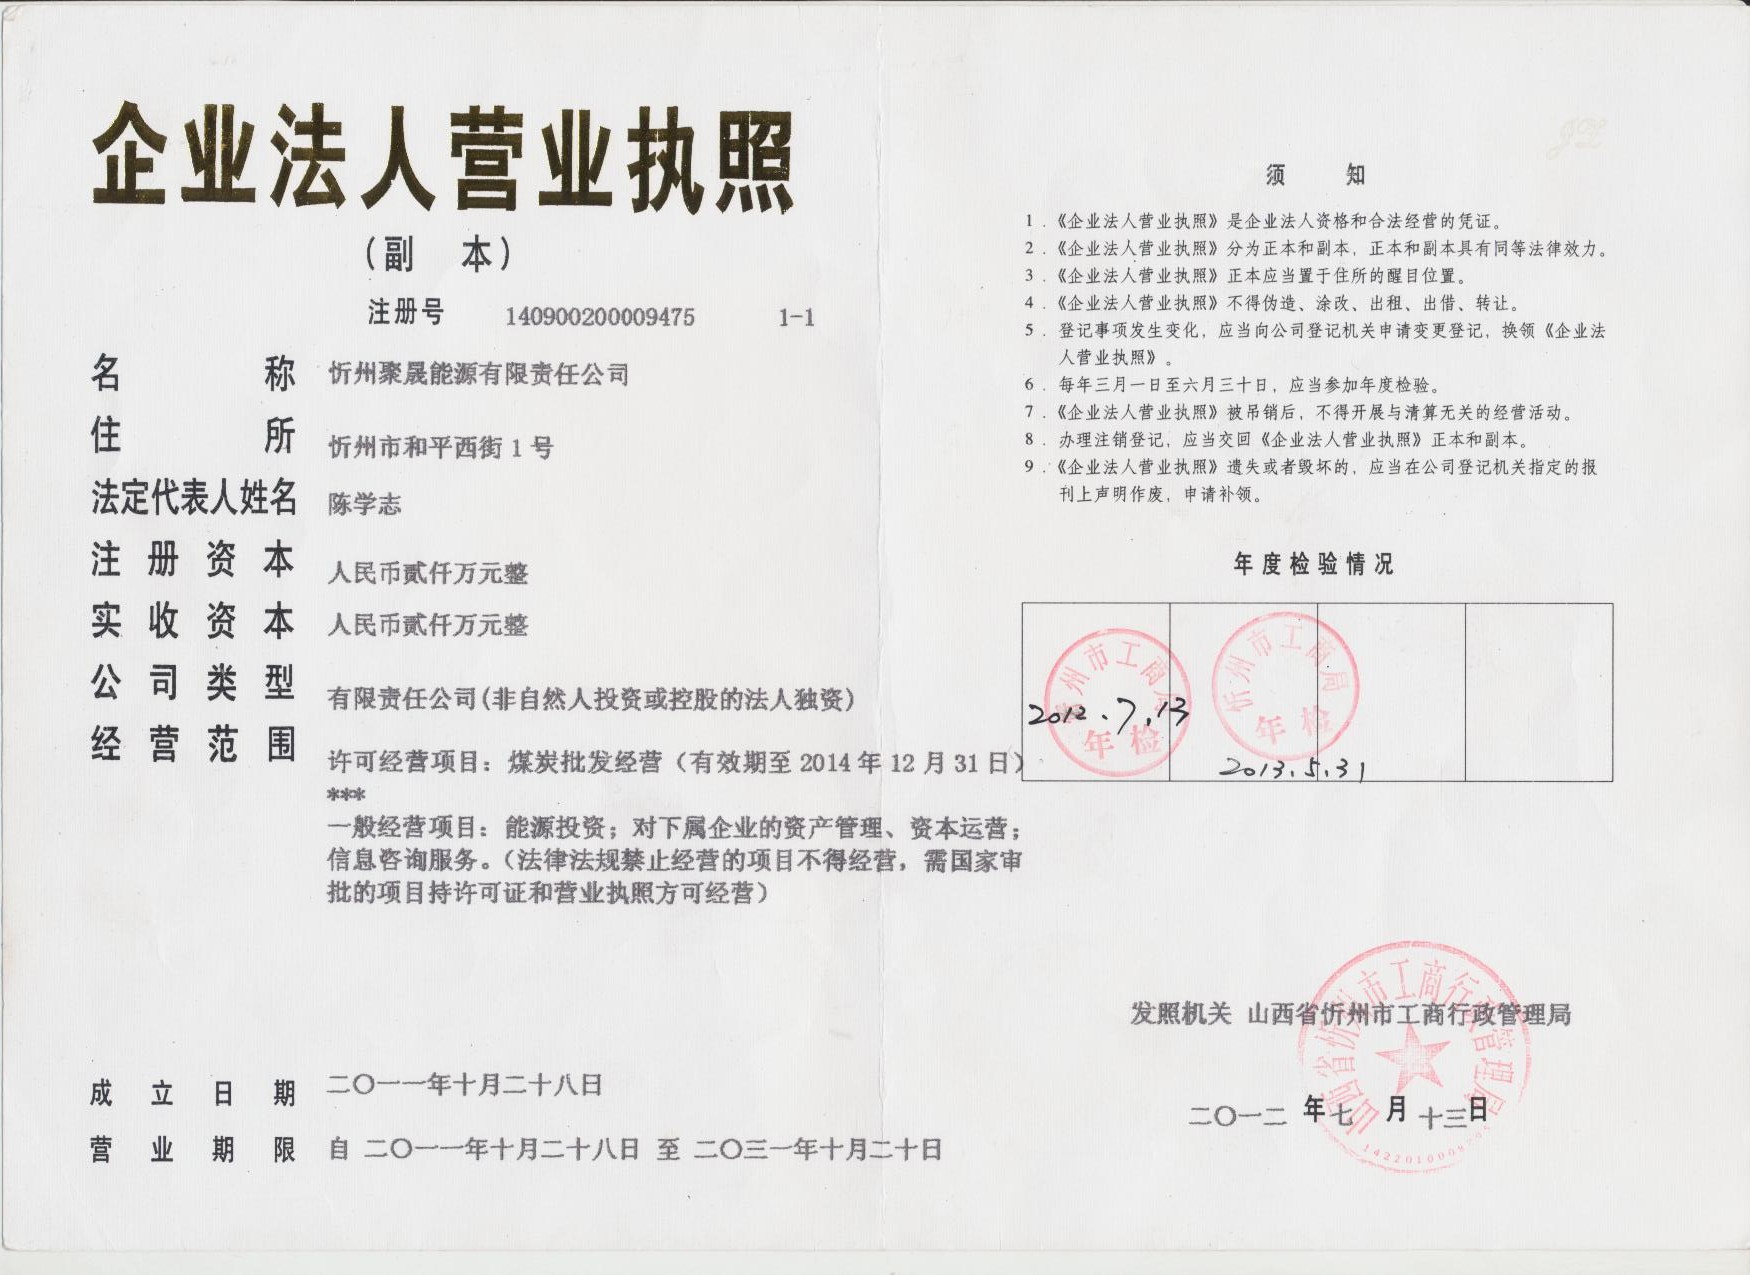 企业法人营业执照
（副 本）
注册号 140900200009475 1-1
名称 忻州聚晟能源有限责任公司
住所 忻州市和平西街1号
法定代表人姓名 陈学志
注册资本 人民币贰仟万元整
实收资本 人民币贰仟万元整
公司类型 有限责任公司(非自然人投资或控股的法人独资)
经营范围 许可经营项目：煤炭批发经营（有效期至2014年12月31日）
***
一般经营项目：能源投资；对下属企业的资产管理、资本运营；
信息咨询服务。（法律法规禁止经营的项目不得经营，需国家审
批的项目持许可证和营业执照方可经营）
成立日期 二〇一一年十月二十八日
营业期限 自 二〇一一年十月二十八日 至 二〇三一年十月二十日
须 知
1．《企业法人营业执照》是企业法人资格和合法经营的凭证。
2．《企业法人营业执照》分为正本和副本，正本和副本具有同等法律效力。
3．《企业法人营业执照》正本应当置于住所的醒目位置。
4．《企业法人营业执照》不得伪造、涂改、出租、出借、转让。
5．登记事项发生变化，应当向公司登记机关申请变更登记，换领《企业法
人营业执照》。
6．每年三月一日至六月三十日，应当参加年度检验。
7．《企业法人营业执照》被吊销后，不得开展与清算无关的经营活动。
8．办理注销登记，应当交回《企业法人营业执照》正本和副本。
9．《企业法人营业执照》遗失或者毁坏的，应当在公司登记机关指定的报
刊上声明作废，申请补领。
年度检验情况
忻州市工商局
2012.7.13
年检
忻州市工商局
年检
2013.5.31
发照机关 山西省忻州市工商行政管理局
山西省忻州市工商行政管理局
二〇一二年七月十三日